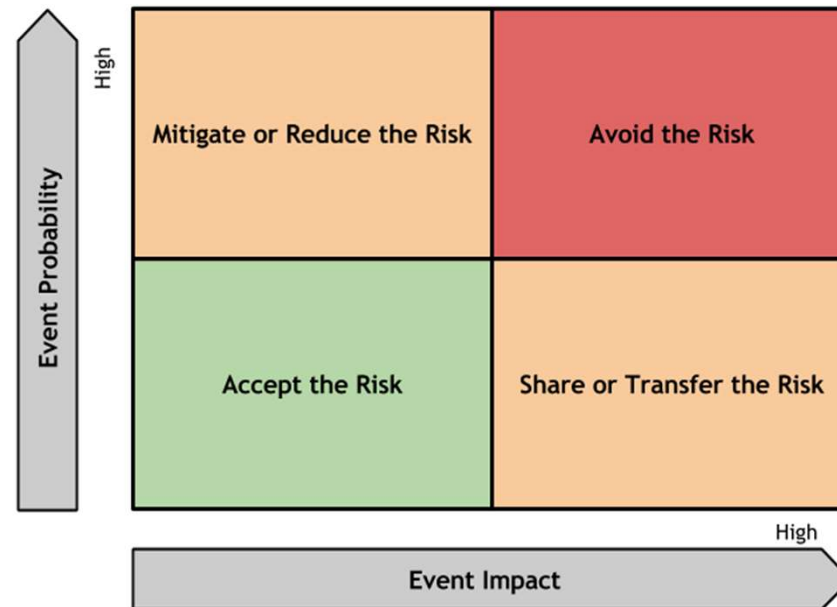 High
Event Probability
Mitigate or Reduce the Risk
Avoid the Risk
Accept the Risk
Share or Transfer the Risk
High
Event Impact